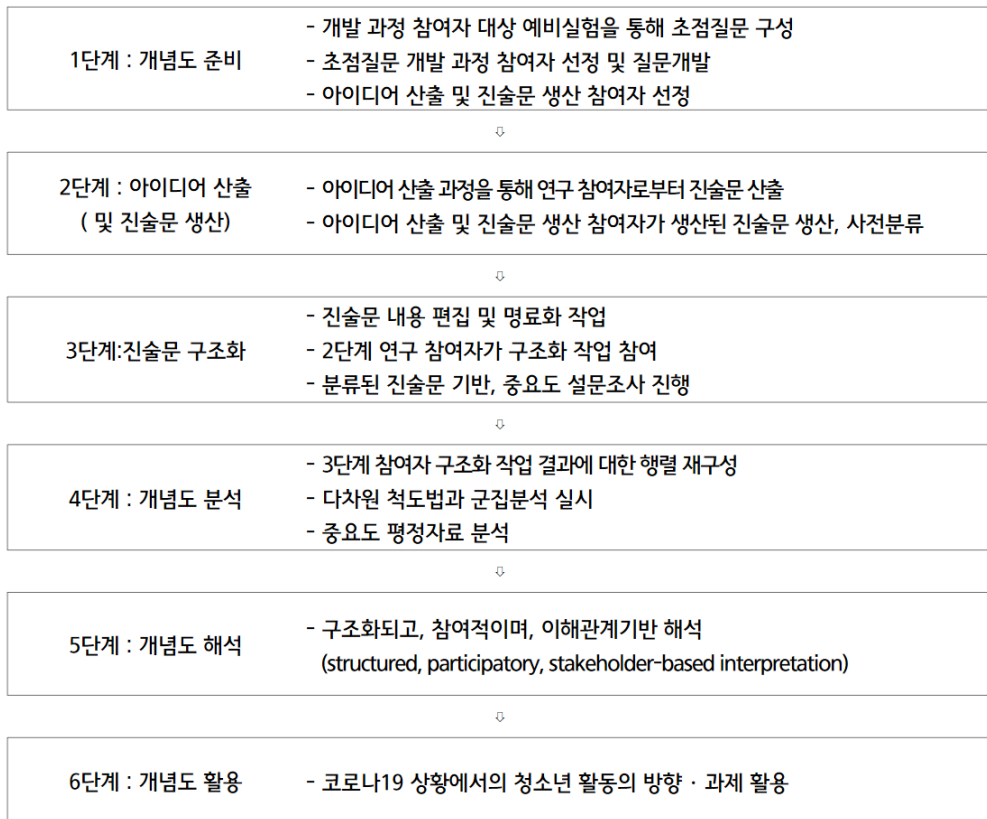 1단계 : 개념도 준비
- 개발 과정 참여자 대상 예비실험을 통해 초점질문 구성
- 초점질문 개발 과정 참여자 선정 및 질문개발
- 아이디어 산출 및 진술문 생산 참여자 선정
⇩
2단계 : 아이디어 산출
( 및 진술문 생산)
- 아이디어 산출 과정을 통해 연구 참여자로부터 진술문 산출
- 아이디어 산출 및 진술문 생산 참여자가 생산된 진술문 생산, 사전분류
⇩
3단계:진술문 구조화
- 진술문 내용 편집 및 명료화 작업
- 2단계 연구 참여자가 구조화 작업 참여
- 분류된 진술문 기반, 중요도 설문조사 진행
⇩
4단계 : 개념도 분석
- 3단계 참여자 구조화 작업 결과에 대한 행렬 재구성
- 다차원 척도법과 군집분석 실시
- 중요도 평정자료 분석
⇩
5단계 : 개념도 해석
- 구조화되고, 참여적이며, 이해관계기반 해석
(structured, participatory, stakeholder-based interpretation)
⇩
6단계 : 개념도 활용
- 코로나19 상황에서의 청소년 활동의 방향 · 과제 활용